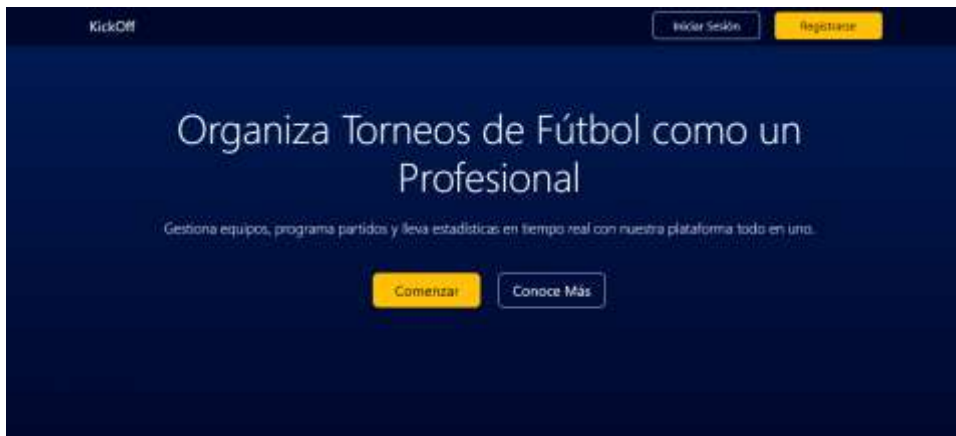 KickOff
Iniciar Sesión
Registrarse
Organiza Torneos de Fútbol como un
Profesional
Gestiona equipos, programa partidos y lleva estadísticas en tiempo real con nuestra plataforma todo en uno.
Comenzar
Conoce Más